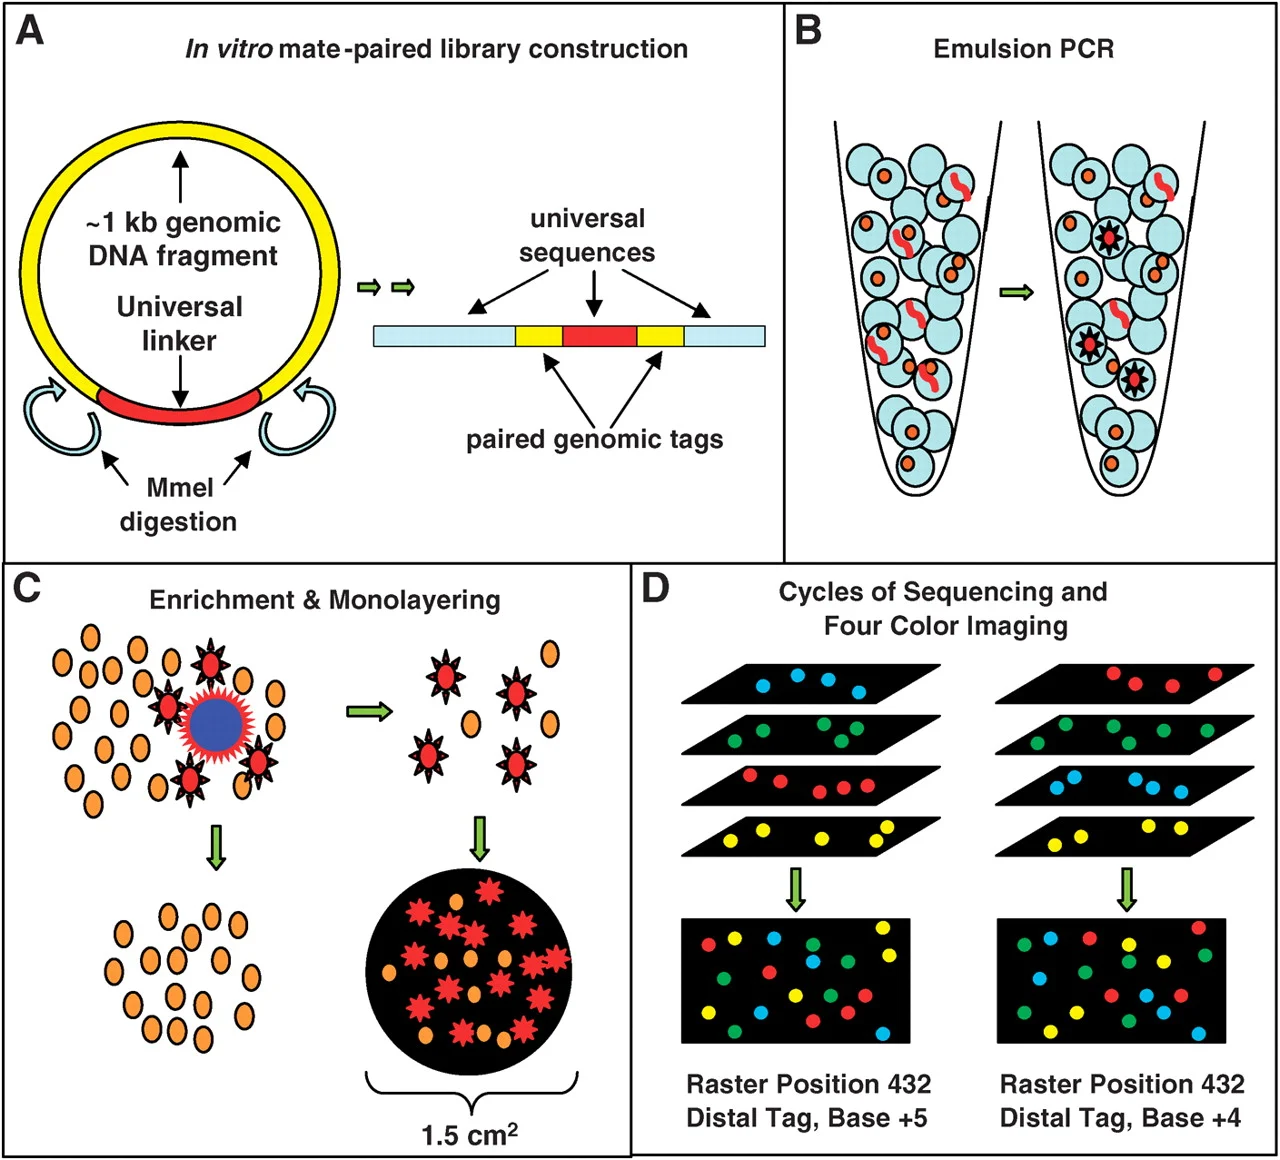 A
In vitro mate-paired library construction
~1 kb genomic
DNA fragment
Universal
linker
MmeI
digestion
universal
sequences
paired genomic tags
B
Emulsion PCR
C
Enrichment & Monolayering
1.5 cm²
D
Cycles of Sequencing and
Four Color Imaging
Raster Position 432
Distal Tag, Base +5
Raster Position 432
Distal Tag, Base +4